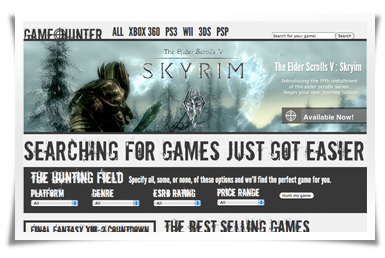 GAME HUNTER ALL XBOX 360 PS3 WII 3DS PSP Search for your game! Search
The Elder Scrolls V
SKYRIM
The Elder Scrolls V : Skyrim
Introducing the fifth installment
of the elder scrolls series.
begin your epic journey today!
Available Now!
SEARCHING FOR GAMES JUST GOT EASIER
THE HUNTING FIELD Specify all, some, or none, of these options and we'll find the perfect game for you.
PLATFORM GENRE ESRB RATING PRICE RANGE
All All All All Hunt my game
FINAL FANTASY XIII-2 COUNTDOWN THE BEST SELLING GAMES